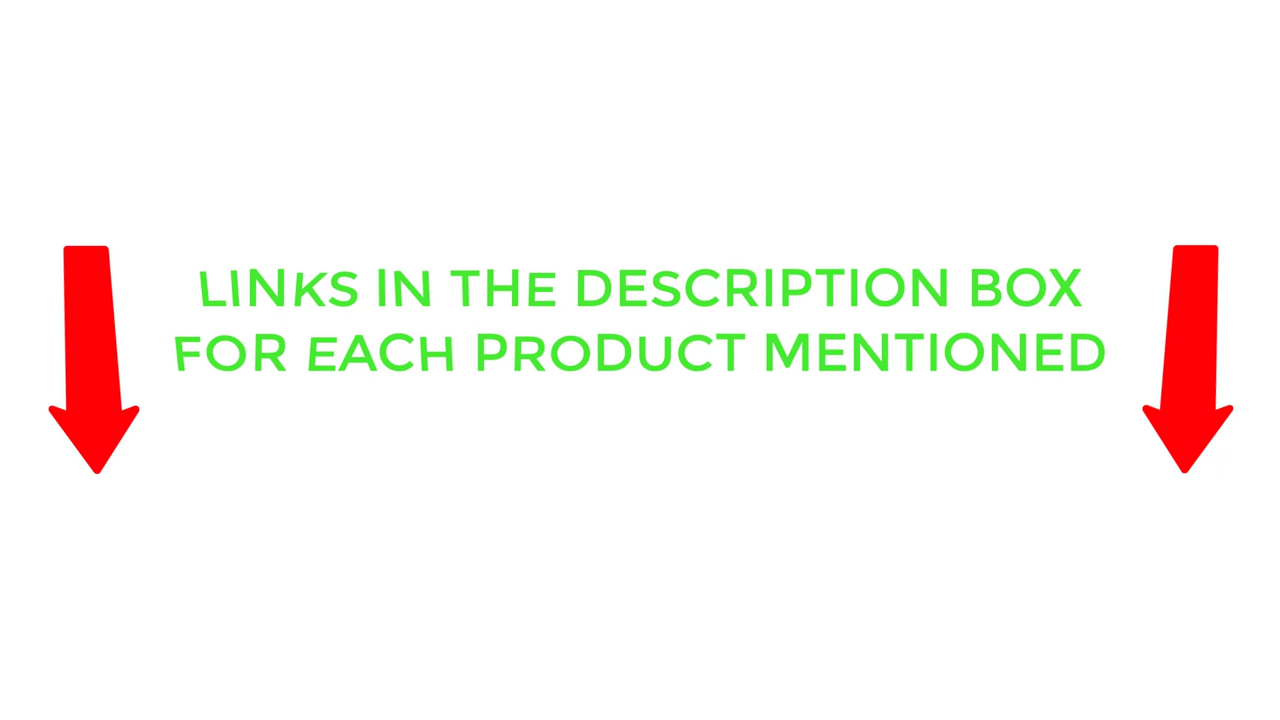 LINKS IN THE DESCRIPTION BOX
FOR EACH PRODUCT MENTIONED